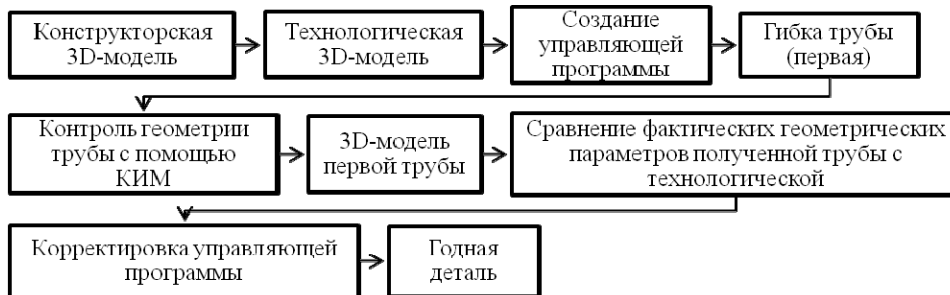 Конструкторская
3D-модель
Технологическая
3D-модель
Создание
управляющей
программы
Гибка трубы
(первая)
Контроль геометрии
трубы с помощью
КИМ
3D-модель
первой трубы
Сравнение фактических геометрических
параметров полученной трубы с
технологической
Корректировка управляющей
программы
Годная
деталь